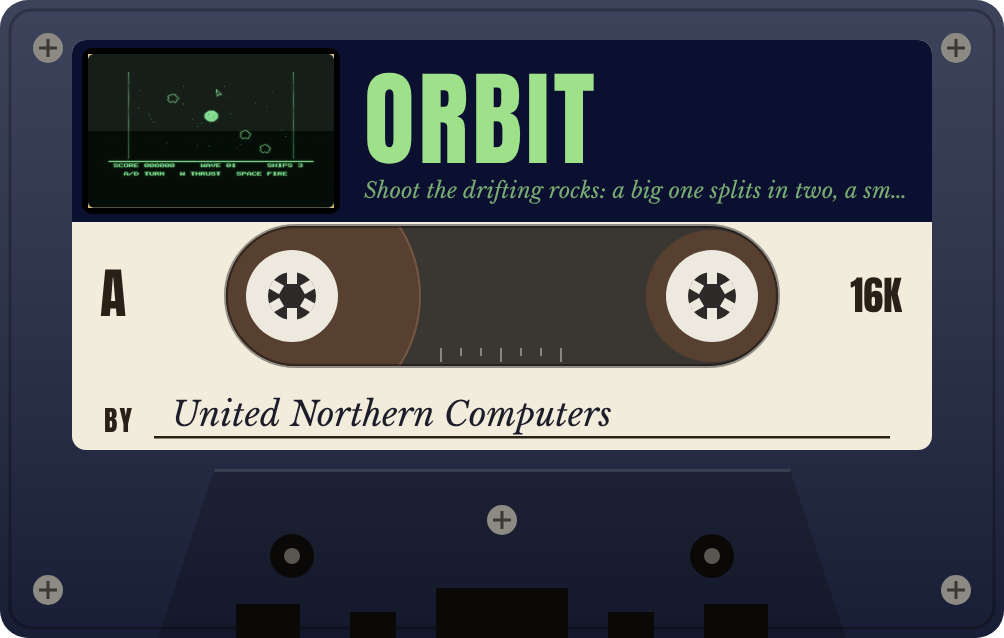 ORBIT
Shoot the drifting rocks: a big one splits in two, a sm...
SCORE 000000 WAVE 01 SHIPS 3
A/D TURN W THRUST SPACE FIRE
A
16K
BY United Northern Computers